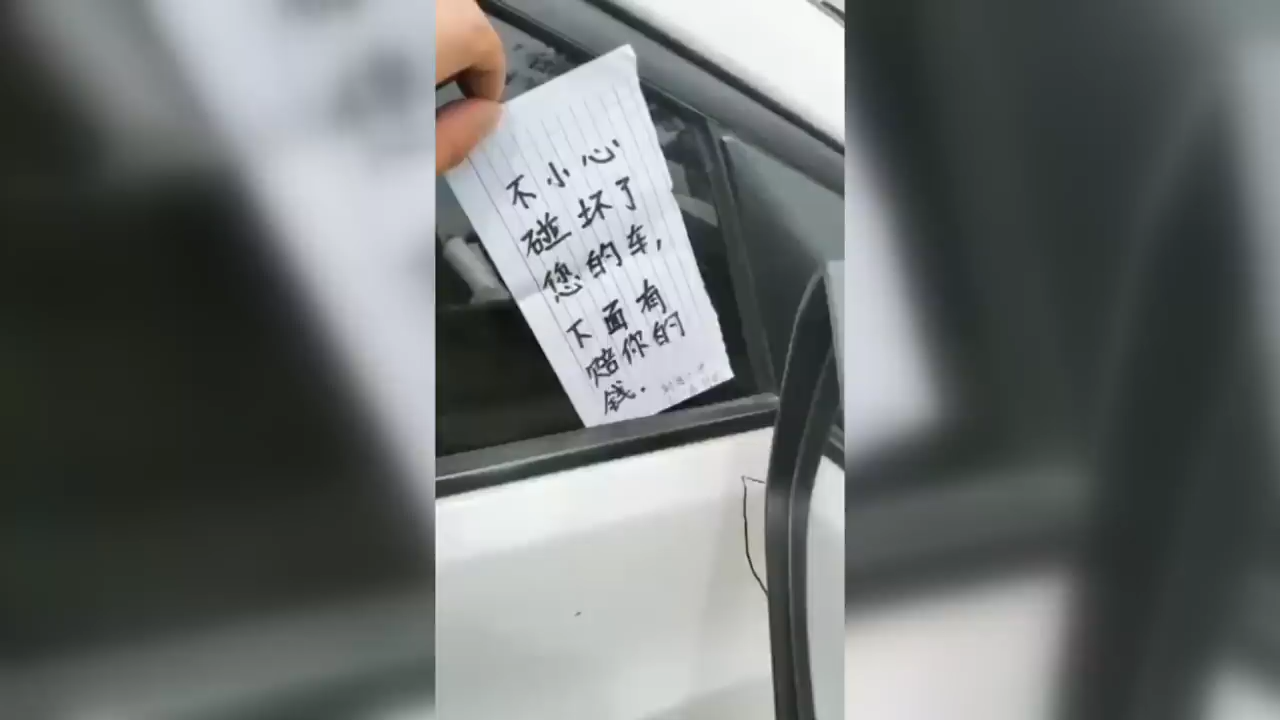 不小心
碰坏了
您的车,
下面有
赔你的
钱.